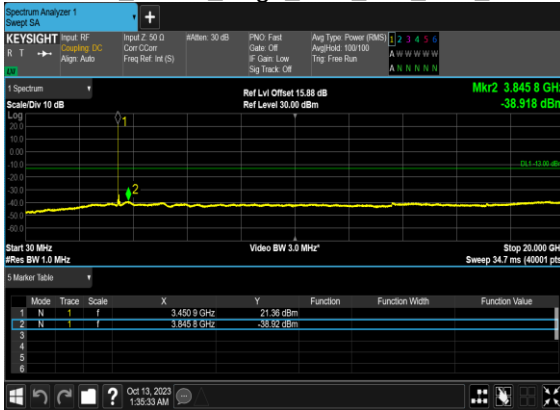 Spectrum Analyzer 1
Swept SA
+
KEYSIGHT Input: RF Input Z: 50 Ω #Atten: 30 dB PNO: Fast Avg Type: Power (RMS) 1 2 3 4 5 6
R T Coupling: DC Corr CCorr Gate: Off Avg|Hold: 100/100 A W W W W W
Align: Auto Freq Ref: Int (S) IF Gain: Low Trig: Free Run
Sig Track: Off A N N N N N
1 Spectrum Ref Lvl Offset 15.88 dB Mkr2 3.845 8 GHz
Scale/Div 10 dB Ref Level 30.00 dBm -38.918 dBm
Log
20.0
10.0
0.00
-10.0
-20.0
-30.0
-40.0
-50.0
-60.0
1
2
DL1 -13.00 dBm
Start 30 MHz Video BW 3.0 MHz* Stop 20.000 GH
#Res BW 1.0 MHz Sweep 34.7 ms (40001 pts
5 Marker Table
Mode Trace Scale X Y Function Function Width Function Value
1 N 1 f 3.450 9 GHz 21.36 dBm
2 N 1 f 3.845 8 GHz -38.92 dBm
3
4
5
6
? Oct 13, 2023
1:35:33 AM